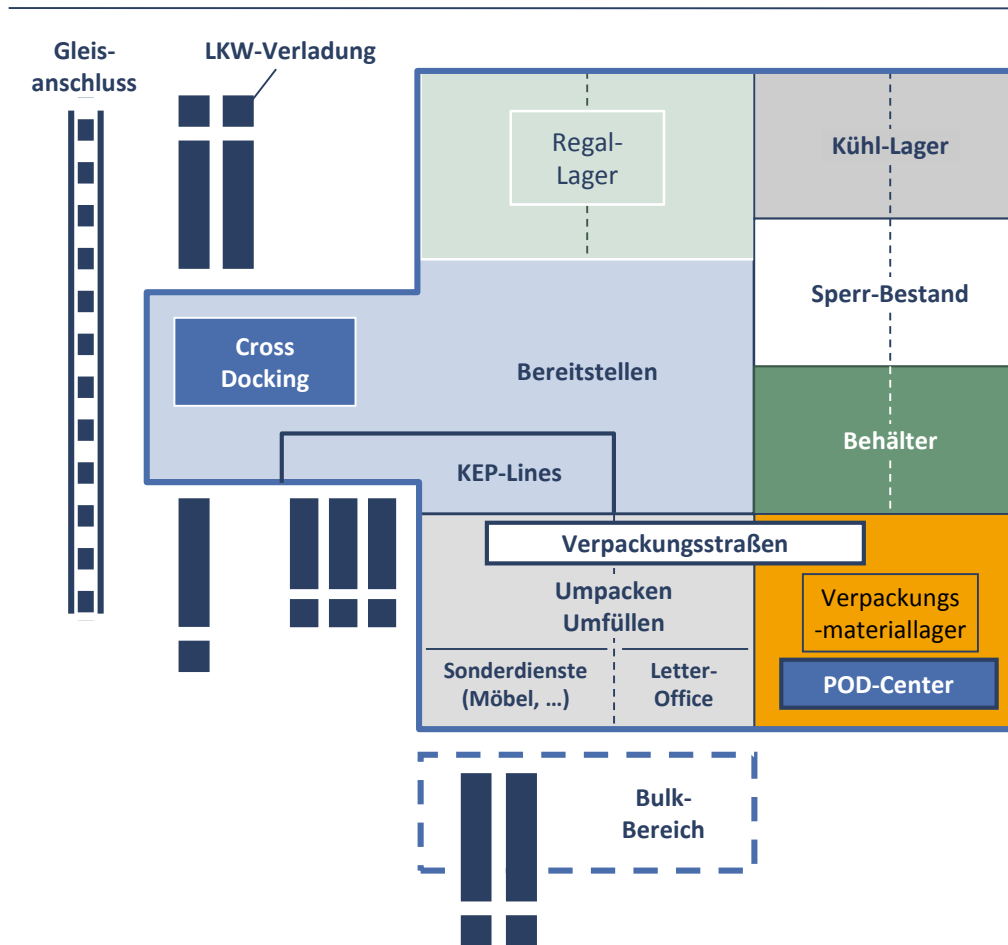 Gleis-
anschluss
LKW-Verladung
Regal-
Lager
Kühl-Lager
Sperr-Bestand
Cross
Docking
Bereitstellen
Behälter
KEP-Lines
Verpackungsstraßen
Umpacken
Umfüllen
Verpackungs
-materiallager
Sonderdienste
(Möbel, ...)
Letter-
Office
POD-Center
Bulk-
Bereich